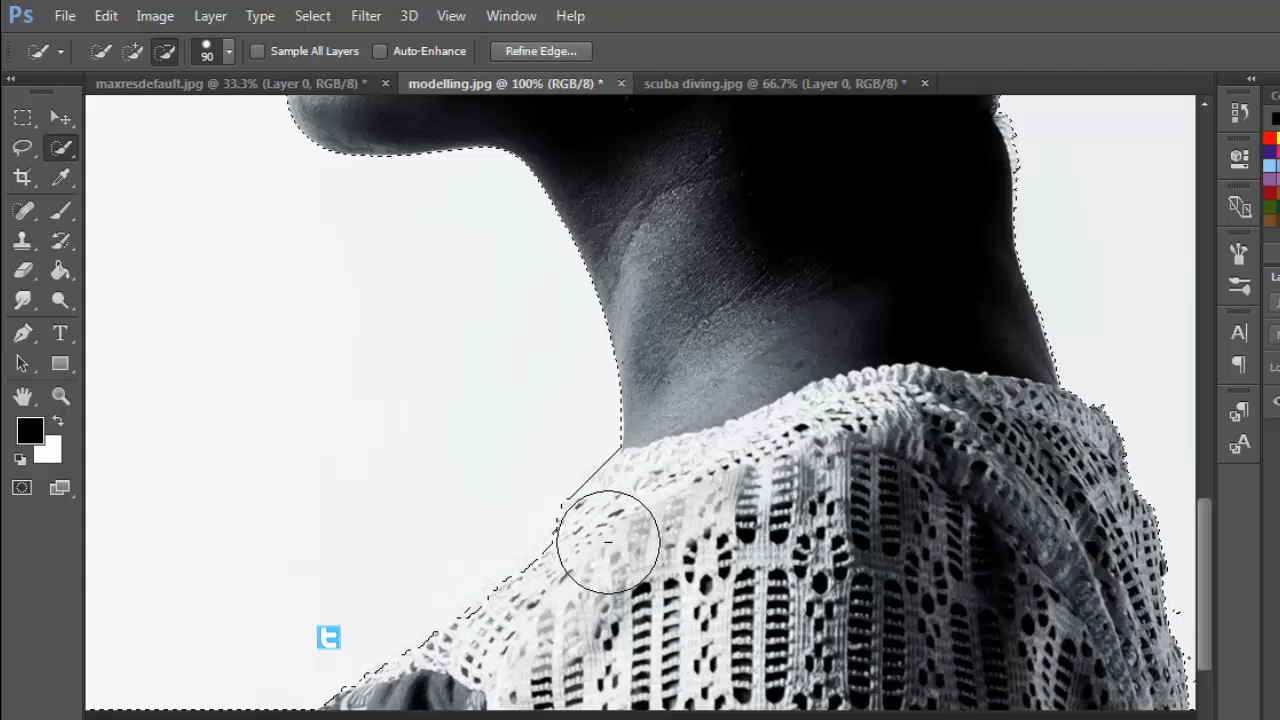 Ps File Edit Image Layer Type Select Filter 3D View Window Help
90 Sample All Layers Auto-Enhance Refine Edge...
maxresdefault.jpg @ 33.3% (Layer 0, RGB/8) * × modelling.jpg @ 100% (RGB/8) * × scuba diving.jpg @ 66.7% (Layer 0, RGB/8) * ×